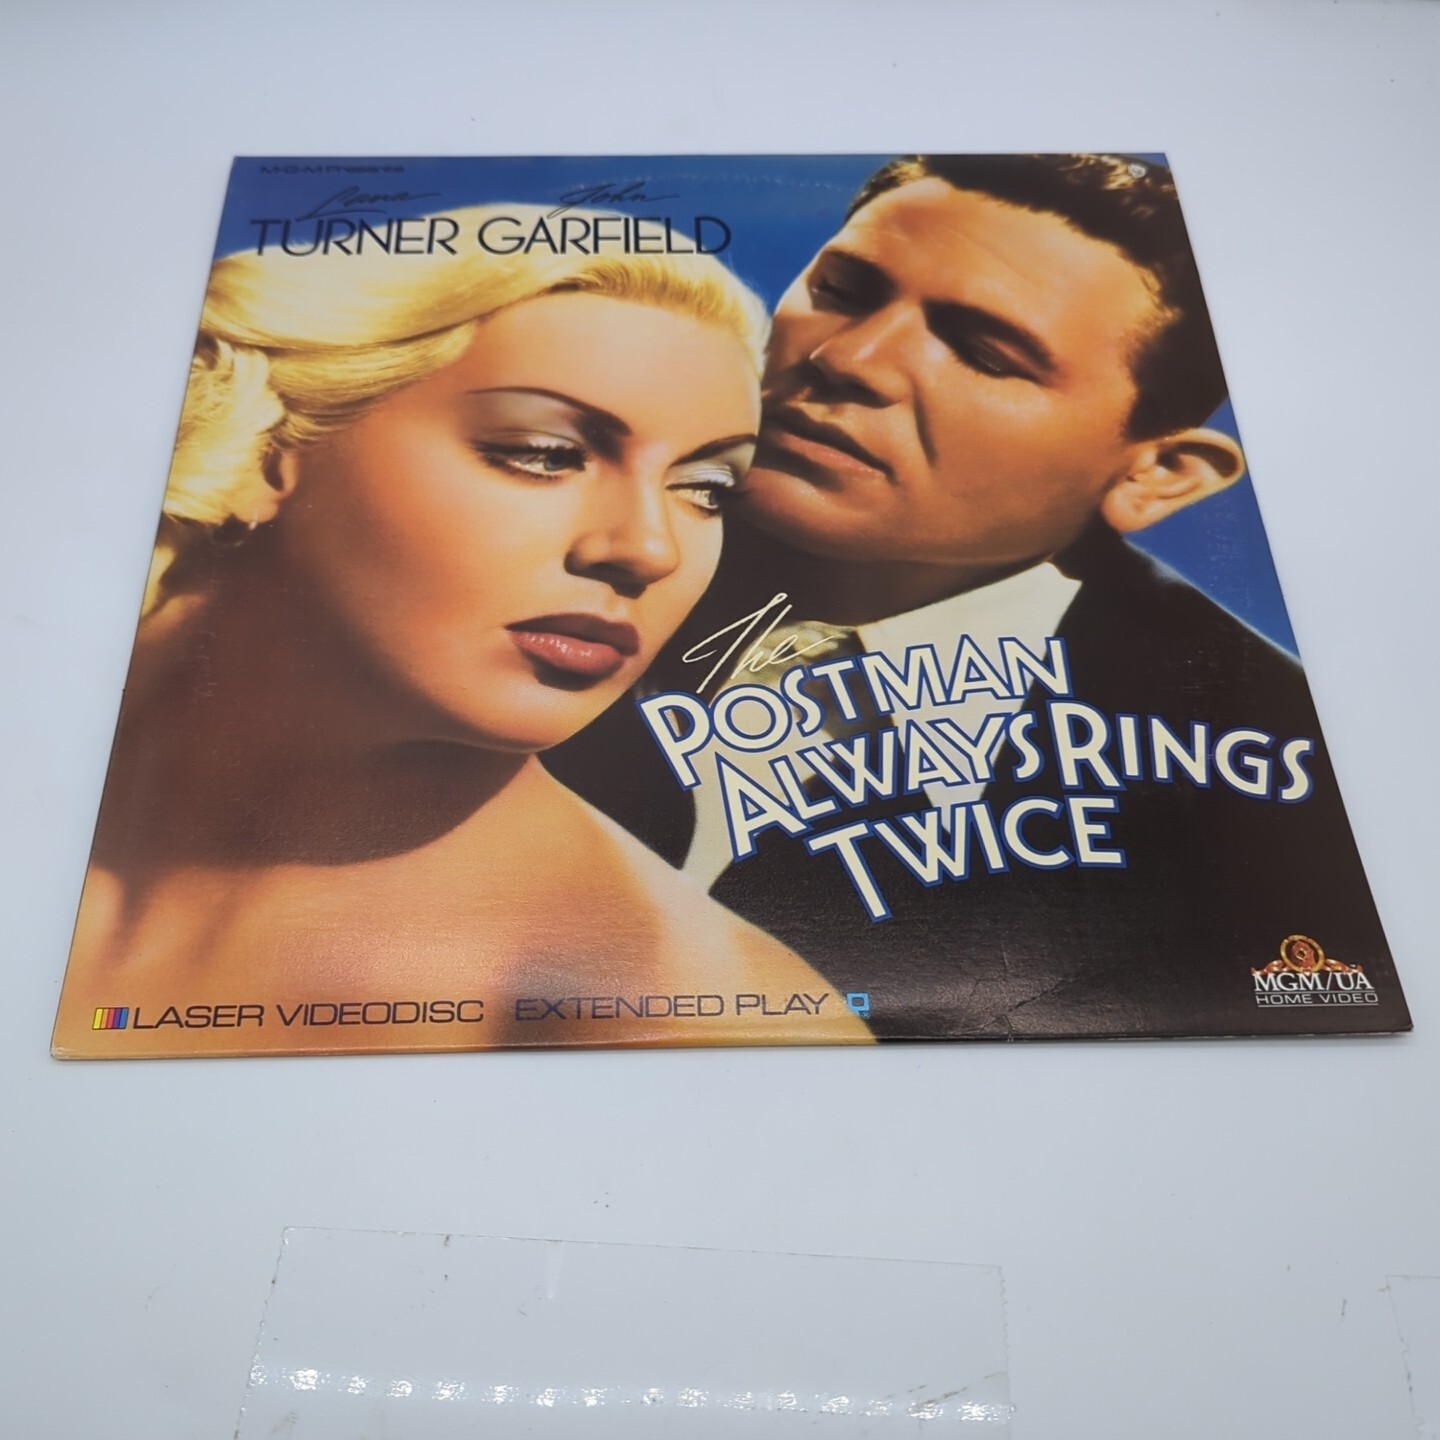 M-G-M Presents
Lana John
TURNER GARFIELD
The
POSTMAN
ALWAYS RINGS
TWICE
LASER VIDEODISC EXTENDED PLAY
MGM/UA
HOME VIDEO